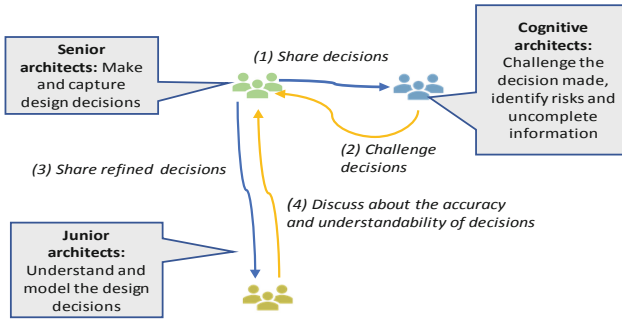 Senior
architects: Make
and capture
design decisions
(1) Share decisions
Cognitive
architects:
Challenge the
decision made,
identify risks and
uncomplete
information
(2) Challenge
decisions
(3) Share refined decisions
(4) Discuss about the accuracy
and understandability of decisions
Junior
architects:
Understand and
model the design
decisions